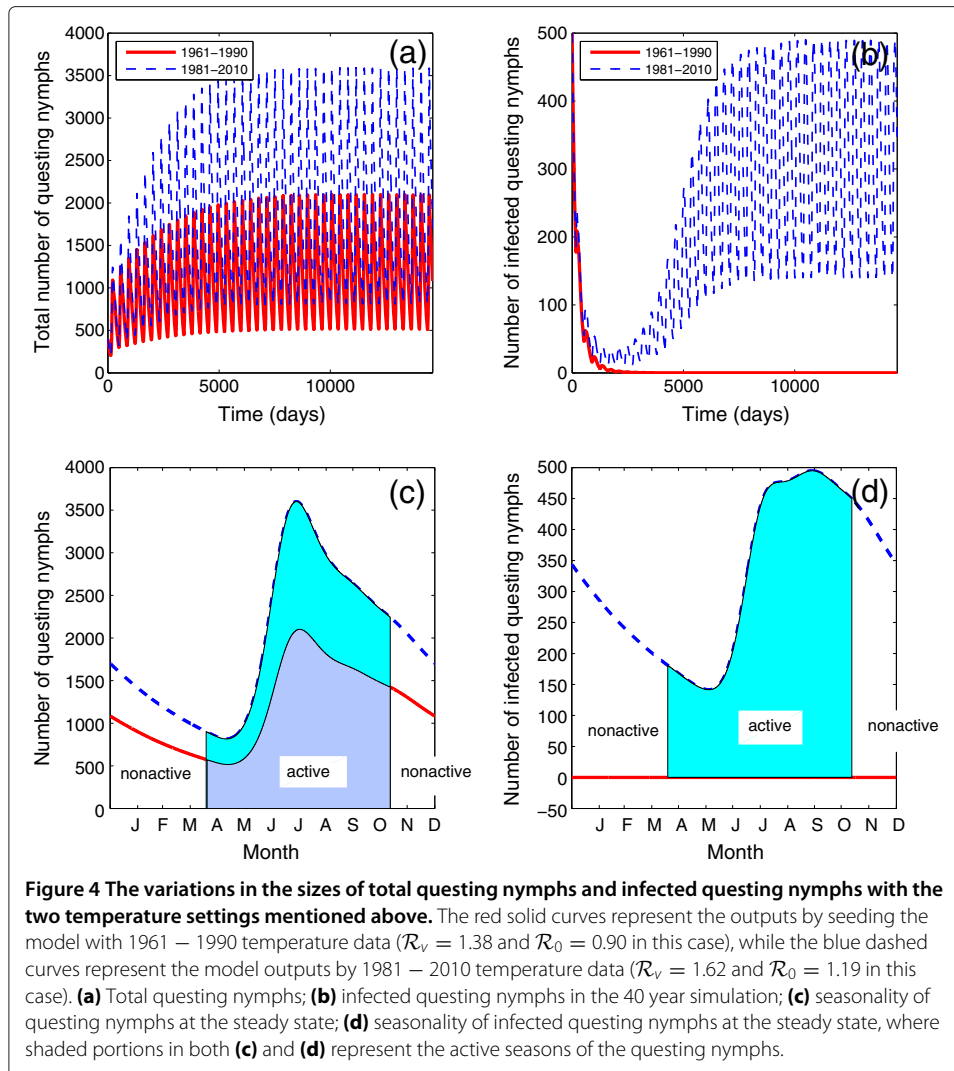 4000
3500
3000
2500
2000
1500
1000
500
0
Total number of questing nymphs
1961−1990
1981−2010
(a)
0
5000
10000
Time (days)
500
400
300
200
100
0
Number of infected questing nymphs
1961−1990
1981−2010
(b)
0
5000
10000
Time (days)
4000
3500
3000
2500
2000
1500
1000
500
0
Number of questing nymphs
(c)
nonactive
active
nonactive
J F M A M J J A S O N D
Month
500
450
400
350
300
250
200
150
100
50
0
−50
Number of infected questing nymphs
(d)
nonactive
active
nonactive
J F M A M J J A S O N D
Month
Figure 4 The variations in the sizes of total questing nymphs and infected questing nymphs with the
two temperature settings mentioned above. The red solid curves represent the outputs by seeding the
model with 1961 − 1990 temperature data (ℛᵥ = 1.38 and ℛ₀ = 0.90 in this case), while the blue dashed
curves represent the model outputs by 1981 − 2010 temperature data (ℛᵥ = 1.62 and ℛ₀ = 1.19 in this
case). (a) Total questing nymphs; (b) infected questing nymphs in the 40 year simulation; (c) seasonality of
questing nymphs at the steady state; (d) seasonality of infected questing nymphs at the steady state, where
shaded portions in both (c) and (d) represent the active seasons of the questing nymphs.